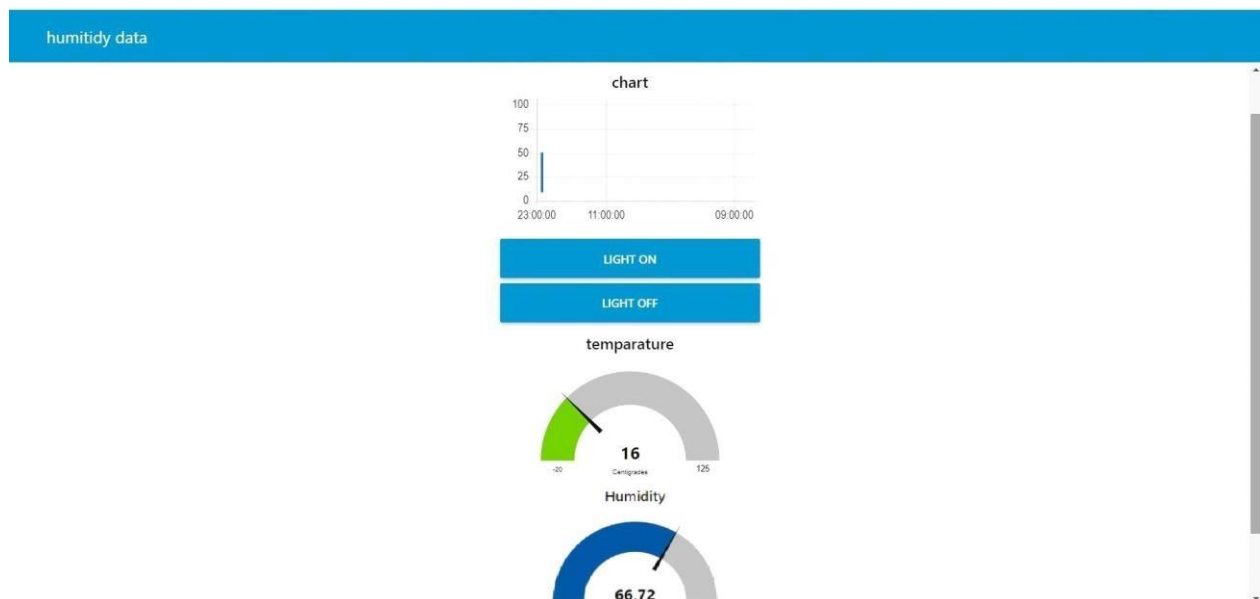 humitidy data
chart
100
75
50
25
0
23:00:00 11:00:00 09:00:00
LIGHT ON
LIGHT OFF
temparature
16
Centigrades
-20 125
Humidity
66.72